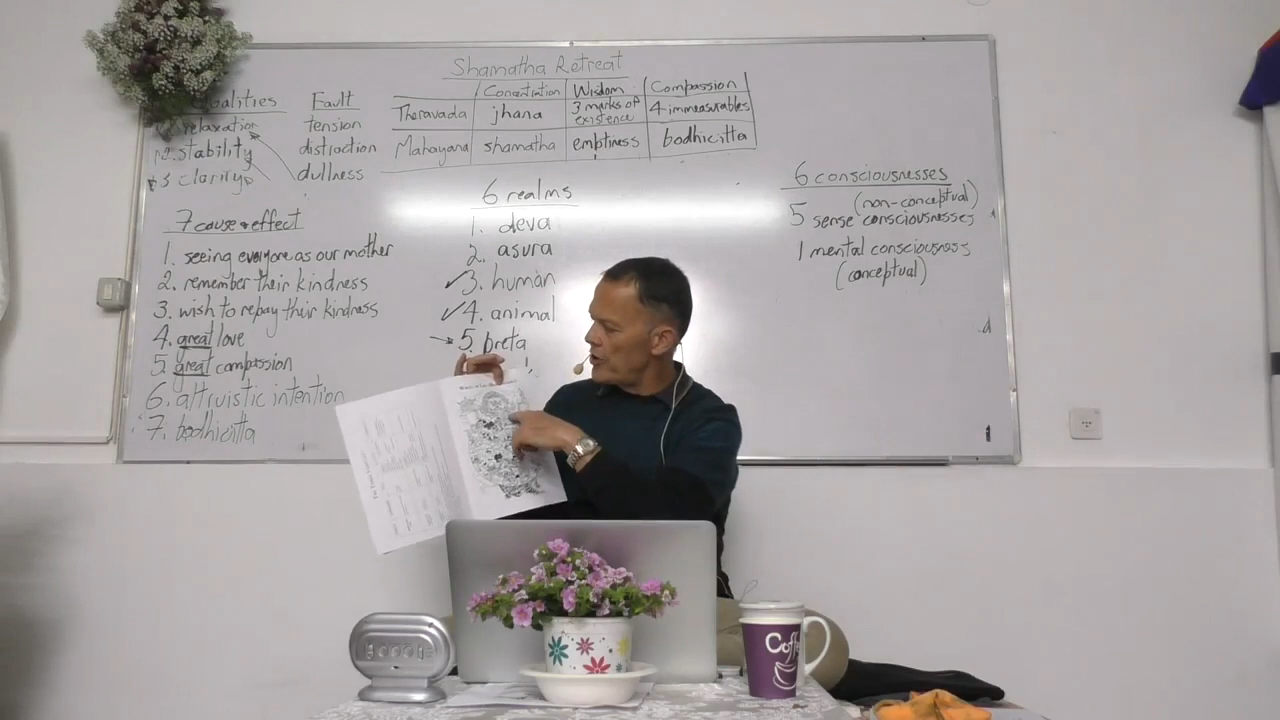 Shamatha Retreat
Concentration Wisdom Compassion
Theravada jhana 3 marks of existence 4 immeasurables
Mahayana shamatha emptiness bodhicitta
Fault
relaxation tension
2. stability distraction
3 clarity dullness
7 cause & effect
1. seeing everyone as our mother
2. remember their kindness
3. wish to repay their kindness
4. great love
5. great compassion
6. altruistic intention
7. bodhicitta
6 realms
1. deva
2. asura
3. human
4. animal
5. preta
6 consciousnesses
(non-conceptual)
5 sense consciousnesses
1 mental consciousness
(conceptual)
Coffe